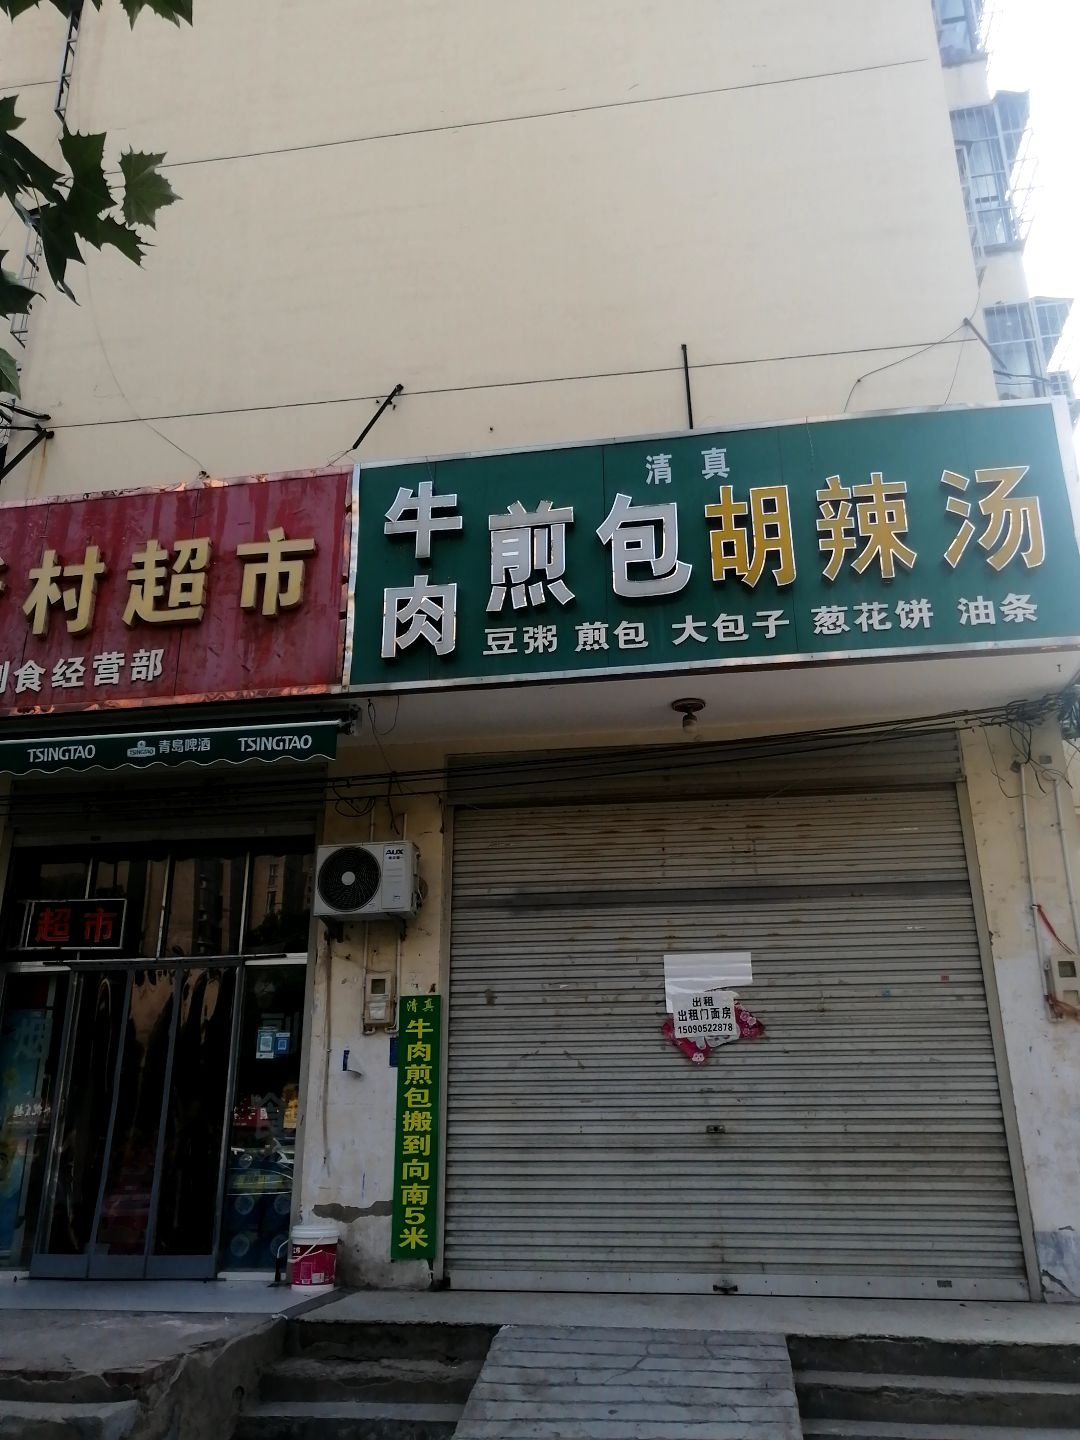 村超市
食经营部
TSINGTAO TSINGTAO 青岛啤酒 TSINGTAO
超市
清真
牛肉煎包胡辣汤
豆粥 煎包 大包子 葱花饼 油条
AUX
清真
牛肉煎包搬到向南5米
出租
出租门面房
15090522878